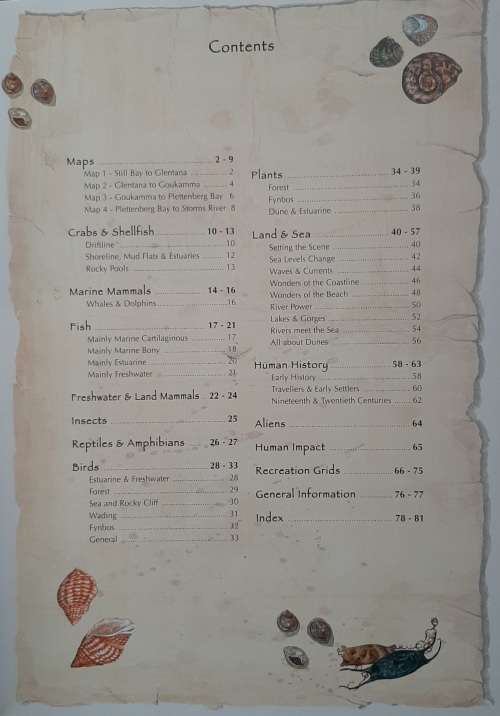 Contents
Maps 2 - 9
Map 1 - Still Bay to Glentana 2
Map 2 - Glentana to Goukamma 4
Map 3 - Goukamma to Plettenberg Bay 6
Map 4 - Plettenberg Bay to Storms River 8
Crabs & Shellfish 10 - 13
Driftline 10
Shoreline, Mud Flats & Estuaries 12
Rocky Pools 13
Marine Mammals 14 - 16
Whales & Dolphins 16
Fish 17 - 21
Mainly Marine Cartilaginous 17
Mainly Marine Bony 18
Mainly Estuarine 20
Mainly Freshwater 21
Freshwater & Land Mammals 22 - 24
Insects 25
Reptiles & Amphibians 26 - 27
Birds 28 - 33
Estuarine & Freshwater 28
Forest 29
Sea and Rocky Cliff 30
Wading 31
Fynbos 32
General 33
Plants 34 - 39
Forest 34
Fynbos 36
Dune & Estuarine 38
Land & Sea 40 - 57
Setting the Scene 40
Sea Levels Change 42
Waves & Currents 44
Wonders of the Coastline 46
Wonders of the Beach 48
River Power 50
Lakes & Gorges 52
Rivers meet the Sea 54
All about Dunes 56
Human History 58 - 63
Early History 58
Travellers & Early Settlers 60
Nineteenth & Twentieth Centuries 62
Aliens 64
Human Impact 65
Recreation Grids 66 - 75
General Information 76 - 77
Index 78 - 81